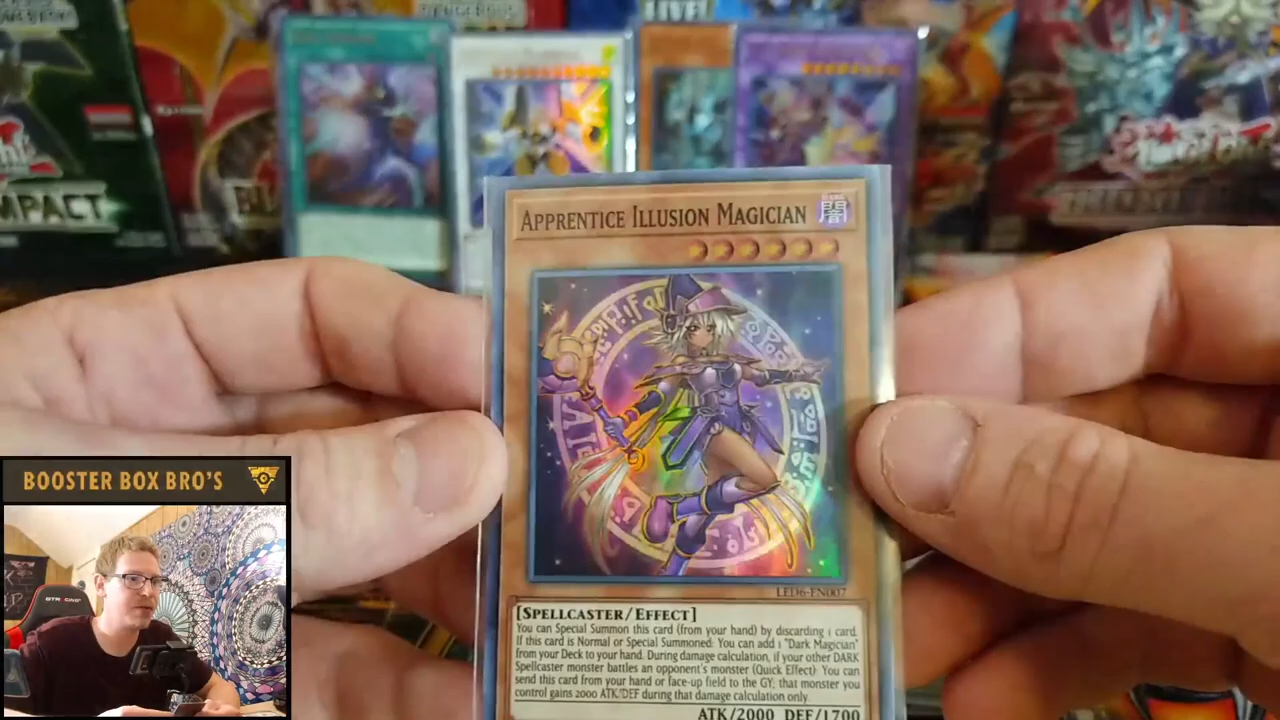 LIVE!
IMPACT
APPRENTICE ILLUSION MAGICIAN
闇
LED6-EN007
[SPELLCASTER/EFFECT]
You can Special Summon this card (from your hand) by discarding 1 card.
If this card is Normal or Special Summoned: You can add 1 "Dark Magician"
from your Deck to your hand. During damage calculation, if your other DARK
Spellcaster monster battles an opponent's monster (Quick Effect): You can
send this card from your hand or face-up field to the GY; that monster you
control gains 2000 ATK/DEF during that damage calculation only.
ATK/2000 DEF/1700
BOOSTER BOX BRO'S
GTRACING